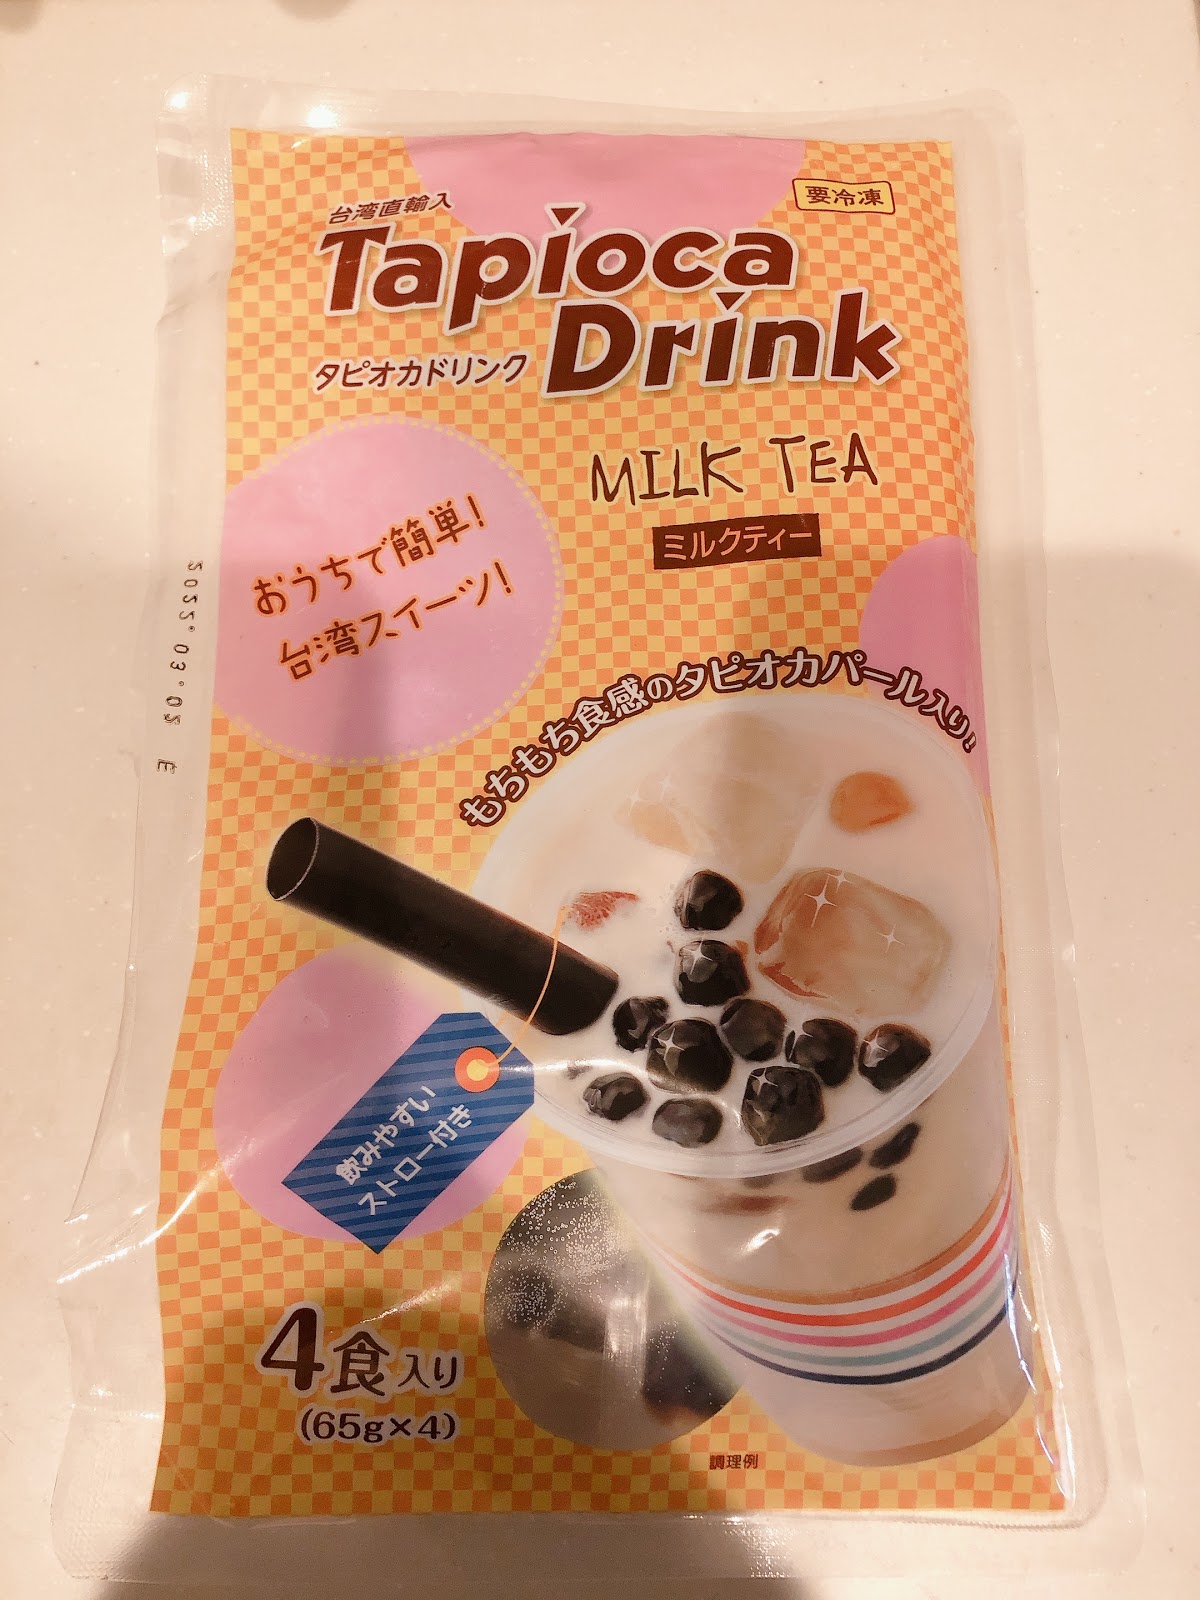 台湾直輸入
要冷凍
Tapioca
Drink
タピオカドリンク
MILK TEA
ミルクティー
おうちで簡単!
台湾スイーツ!
2022.03.02 E
もちもち食感のタピオカパール入り!
飲みやすい
ストロー付き
4食入り
(65g×4)
調理例